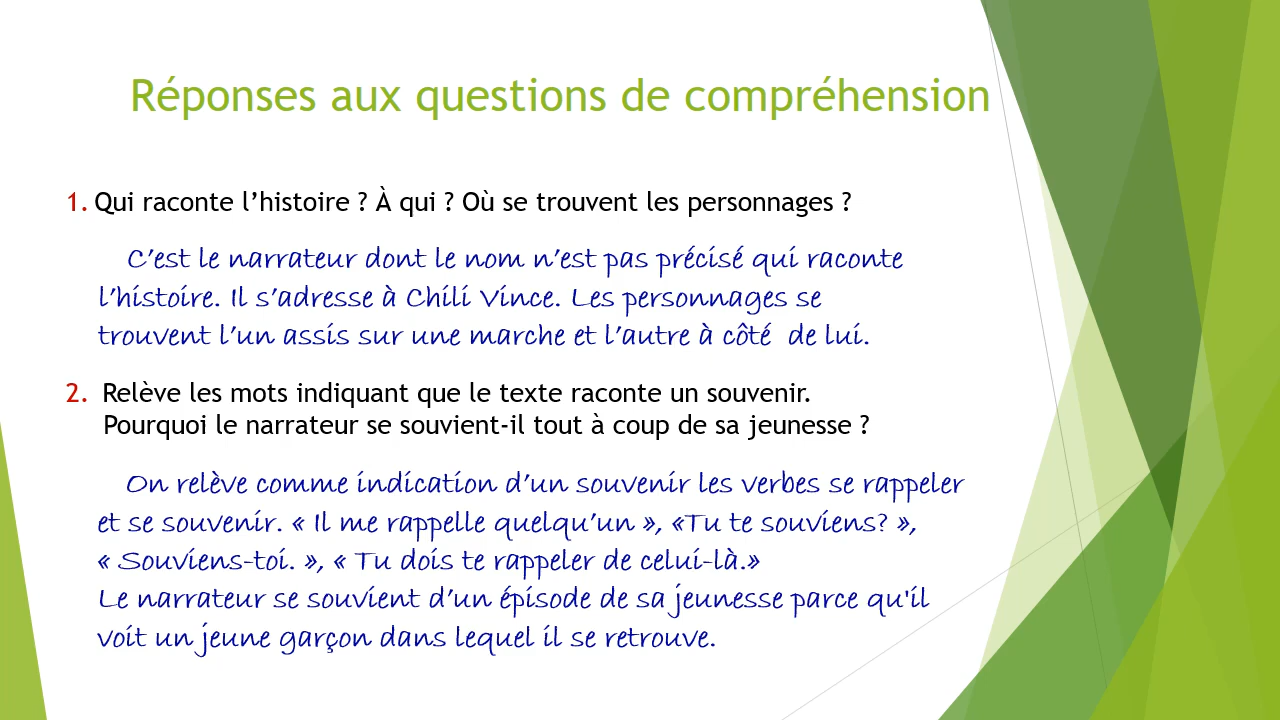 Réponses aux questions de compréhension
1. Qui raconte l’histoire ? À qui ? Où se trouvent les personnages ?
C’est le narrateur dont le nom n’est pas précisé qui raconte
l’histoire. Il s’adresse à Chili Vince. Les personnages se
trouvent l’un assis sur une marche et l’autre à côté de lui.
2. Relève les mots indiquant que le texte raconte un souvenir.
Pourquoi le narrateur se souvient-il tout à coup de sa jeunesse ?
On relève comme indication d’un souvenir les verbes se rappeler
et se souvenir. « Il me rappelle quelqu’un », «Tu te souviens? »,
« Souviens-toi. », « Tu dois te rappeler de celui-là.»
Le narrateur se souvient d’un épisode de sa jeunesse parce qu'il
voit un jeune garçon dans lequel il se retrouve.